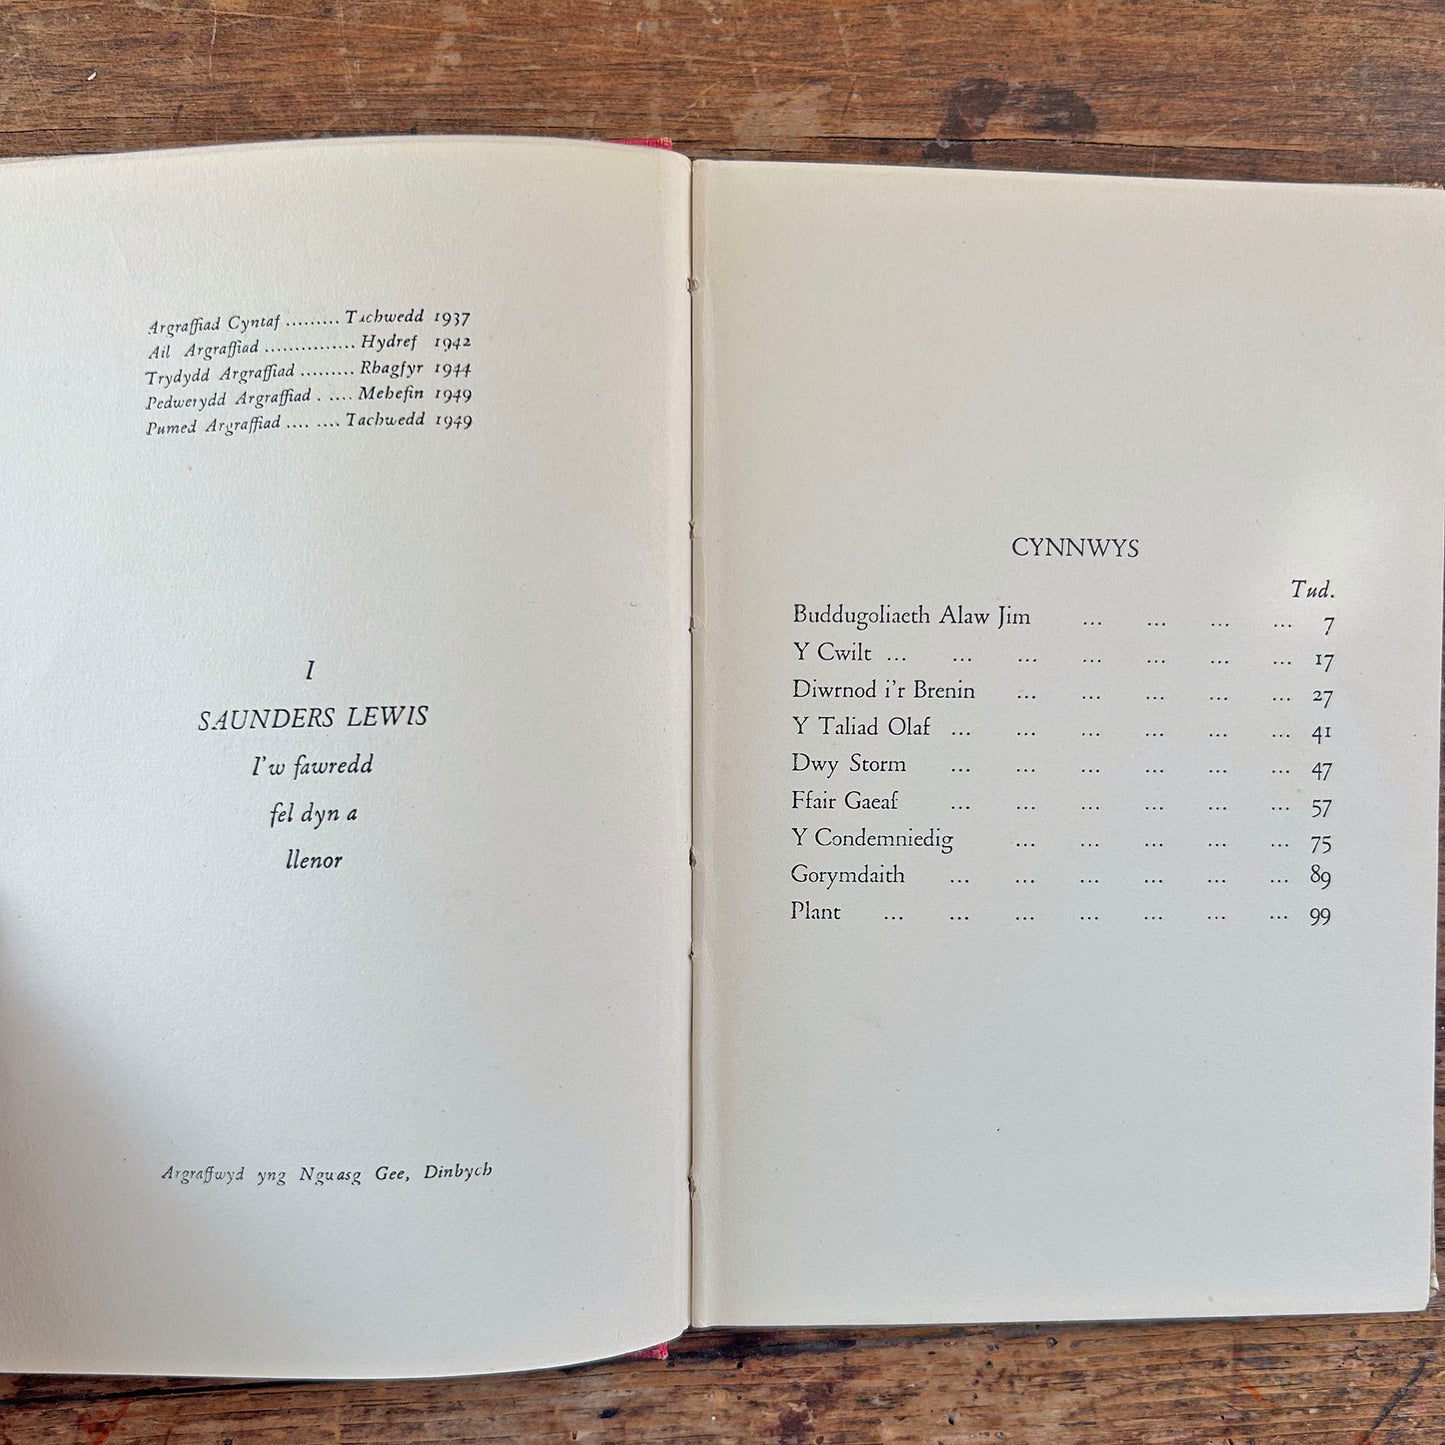 Argraffiad Cyntaf ......... Tachwedd 1937
Ail Argraffiad ............... Hydref 1942
Trydydd Argraffiad ......... Rhagfyr 1944
Pedwerydd Argraffiad . .... Mehefin 1949
Pumed Argraffiad .... .... Tachwedd 1949
I
SAUNDERS LEWIS
I'w fawredd
fel dyn a
llenor
Argraffwyd yng Ngwasg Gee, Dinbych
CYNNWYS
Tud.
Buddugoliaeth Alaw Jim ... ... ... ... 7
Y Cwilt ... ... ... ... ... ... ... 17
Diwrnod i'r Brenin ... ... ... ... ... 27
Y Taliad Olaf ... ... ... ... ... ... 41
Dwy Storm ... ... ... ... ... ... 47
Ffair Gaeaf ... ... ... ... ... ... 57
Y Condemniedig ... ... ... ... ... 75
Gorymdaith ... ... ... ... ... ... 89
Plant ... ... ... ... ... ... ... 99